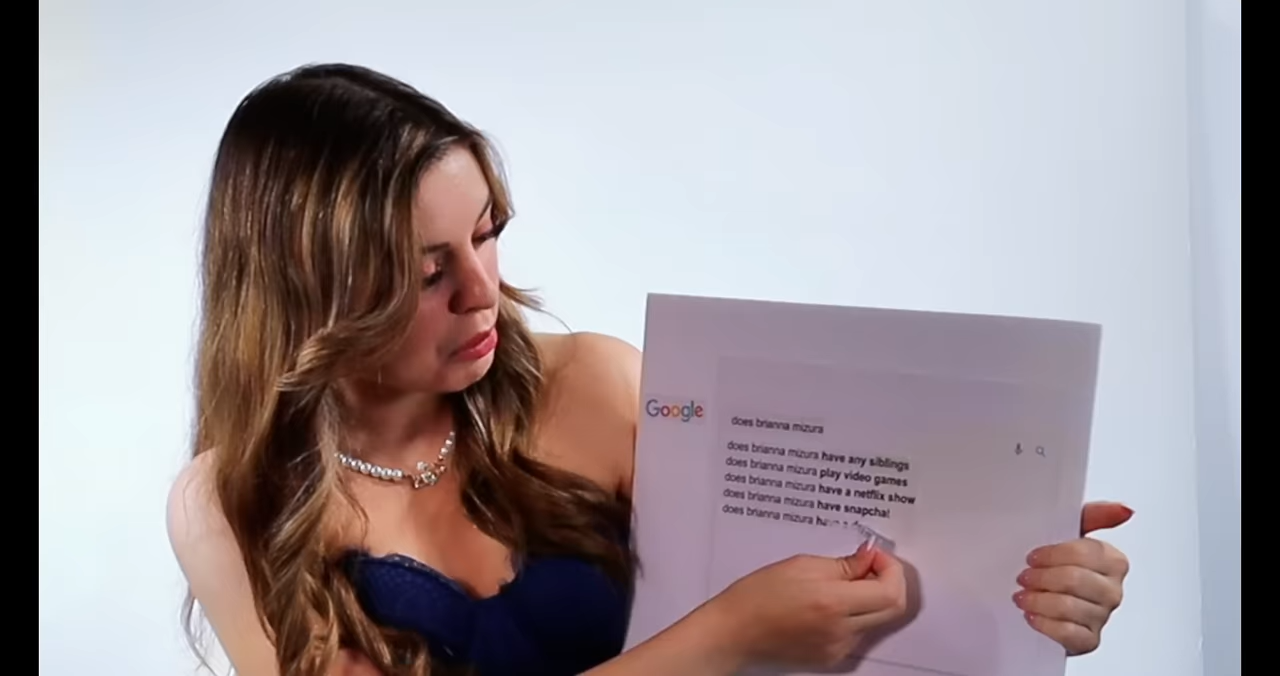 Google
does brianna mizura
does brianna mizura have any siblings
does brianna mizura play video games
does brianna mizura have a netflix show
does brianna mizura have snapchat
does brianna mizura have a